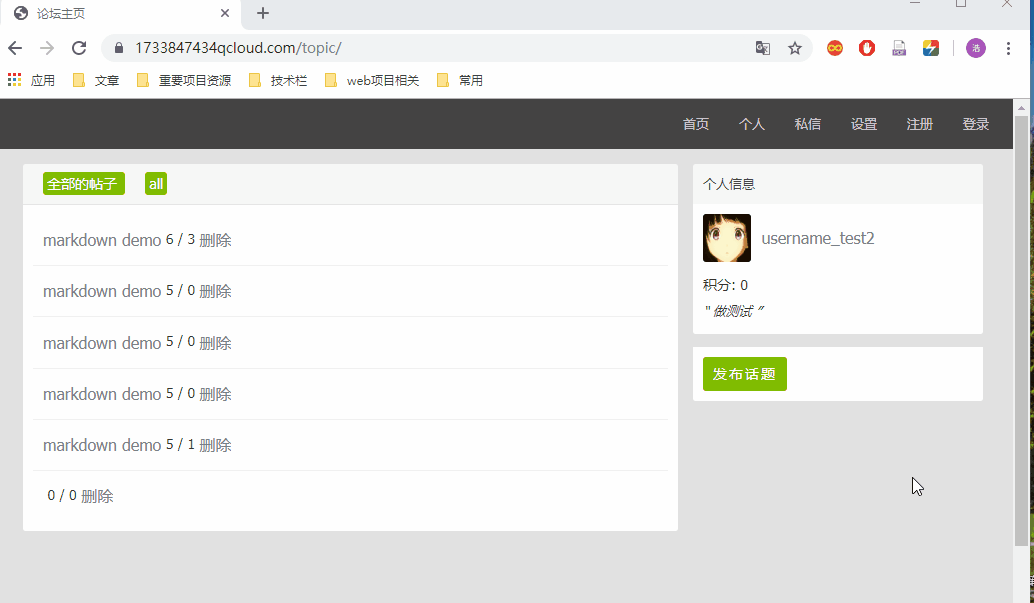 论坛主页
1733847434qcloud.com/topic/
应用 文章 重要项目资源 技术栏 web项目相关 常用
首页 个人 私信 设置 注册 登录
全部的帖子 all
markdown demo 6 / 3 删除
markdown demo 5 / 0 删除
markdown demo 5 / 0 删除
markdown demo 5 / 0 删除
markdown demo 5 / 1 删除
0 / 0 删除
个人信息
username_test2
积分: 0
" 做测试 "
发布话题